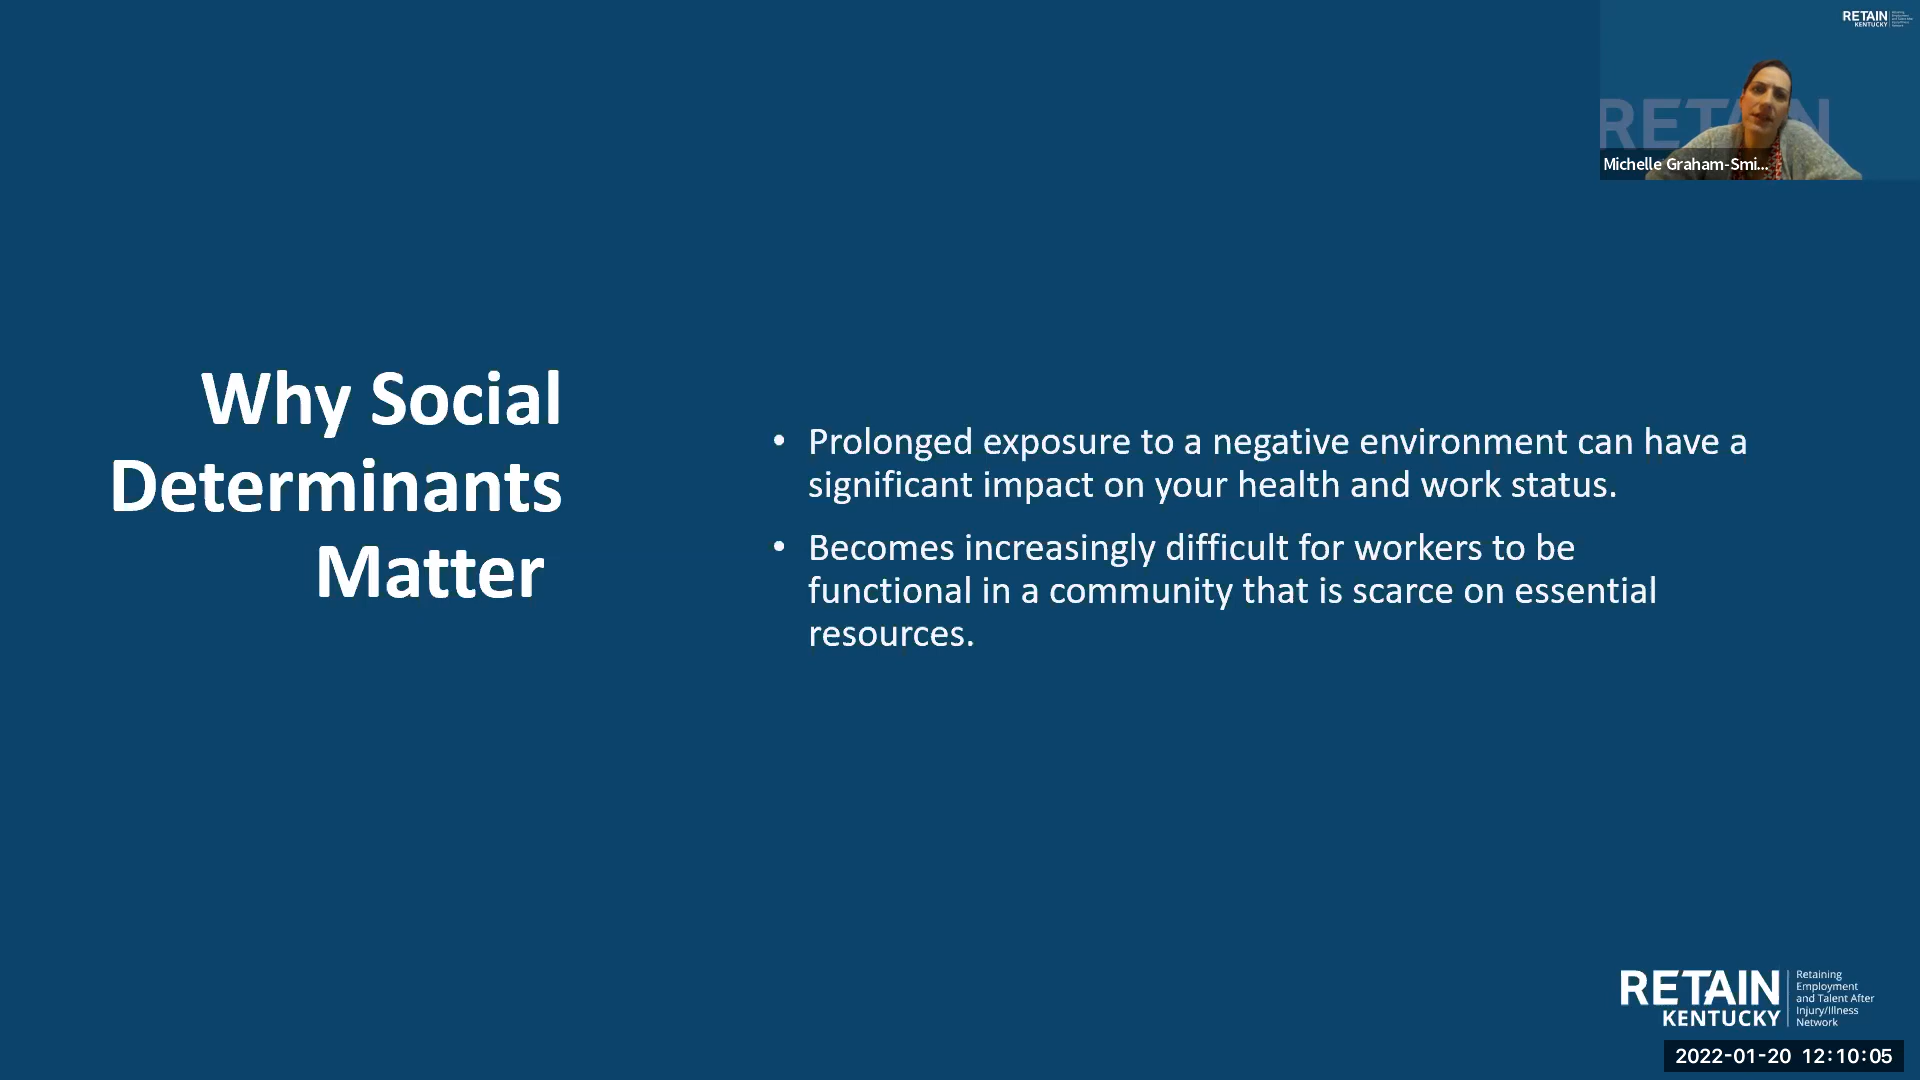 RETAIN
KENTUCKY
RETAIN
Michelle Graham-Smi...
Why Social
Determinants
Matter
• Prolonged exposure to a negative environment can have a
significant impact on your health and work status.
• Becomes increasingly difficult for workers to be
functional in a community that is scarce on essential
resources.
RETAIN
KENTUCKY
Retaining
Employment
and Talent After
Injury/Illness
Network
2022-01-20 12:10:05